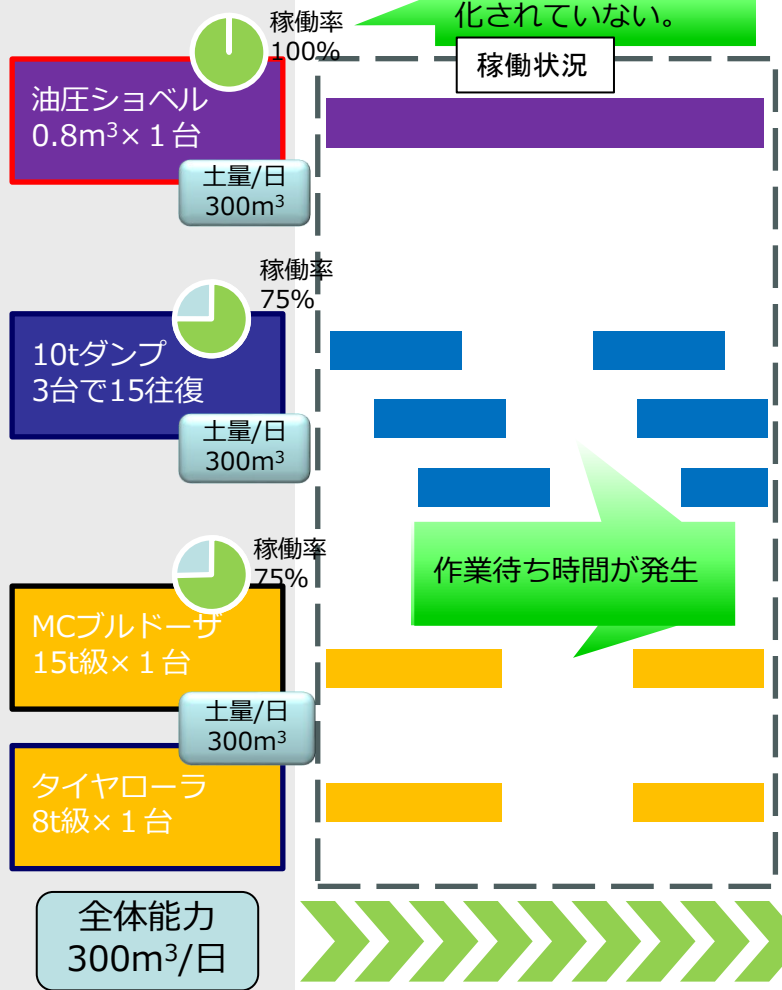 化されていない。
稼働率
100%
稼働状況
油圧ショベル
0.8m³×１台
土量/日
300m³
稼働率
75%
10tダンプ
3台で15往復
土量/日
300m³
稼働率
75%
作業待ち時間が発生
MCブルドーザ
15t級×１台
土量/日
300m³
タイヤローラ
8t級×１台
全体能力
300m³/日